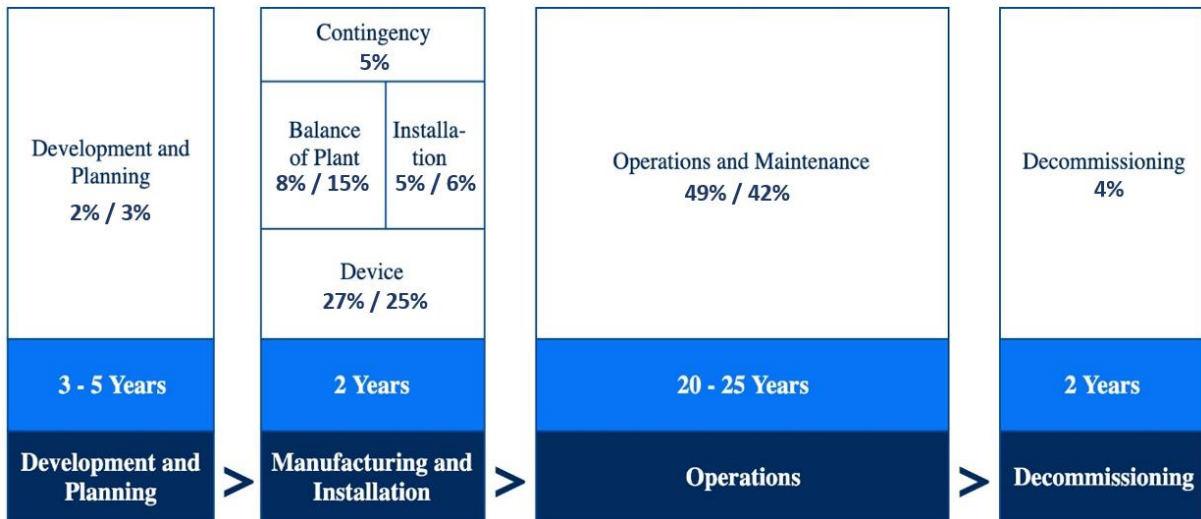 Development and
Planning
2% / 3%
Contingency
5%
Balance
of Plant
8% / 15%
Installa-
tion
5% / 6%
Device
27% / 25%
Operations and Maintenance
49% / 42%
Decommissioning
4%
3 - 5 Years
2 Years
20 - 25 Years
2 Years
Development and
Planning
>
Manufacturing and
Installation
>
Operations
>
Decommissioning